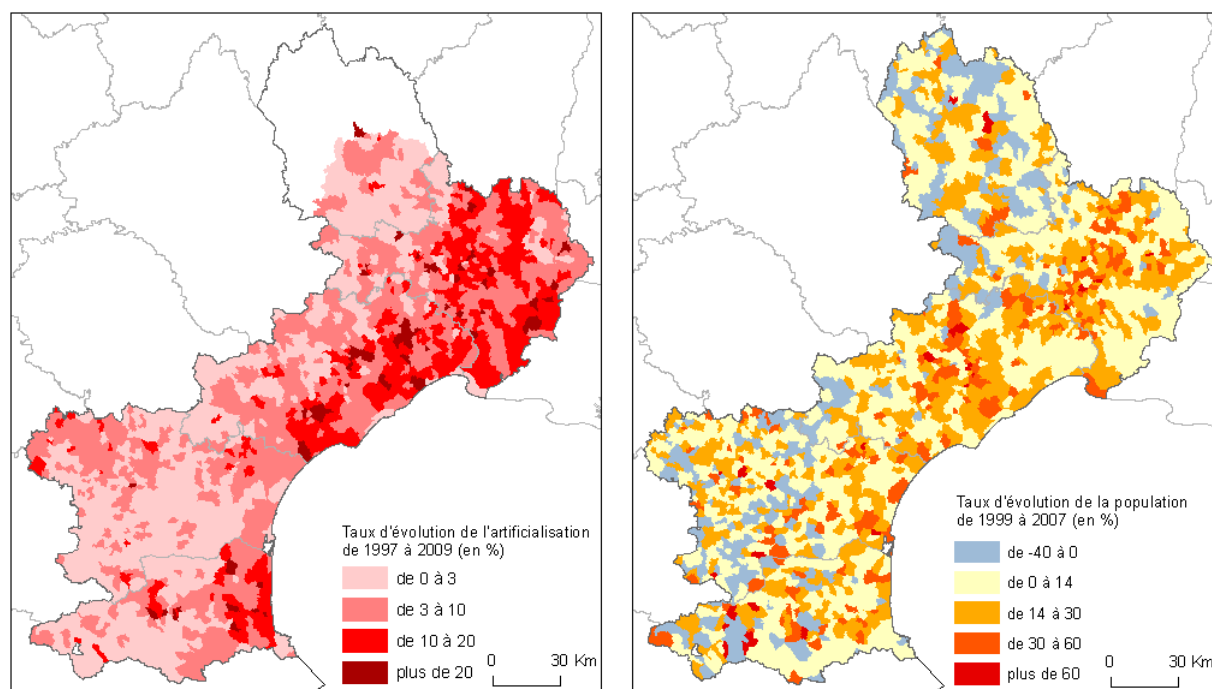 Taux d'évolution de l'artificialisation
de 1997 à 2009 (en %)
de 0 à 3
de 3 à 10
de 10 à 20
plus de 20
0 30 Km
Taux d'évolution de la population
de 1999 à 2007 (en %)
de -40 à 0
de 0 à 14
de 14 à 30
de 30 à 60
plus de 60
0 30 Km